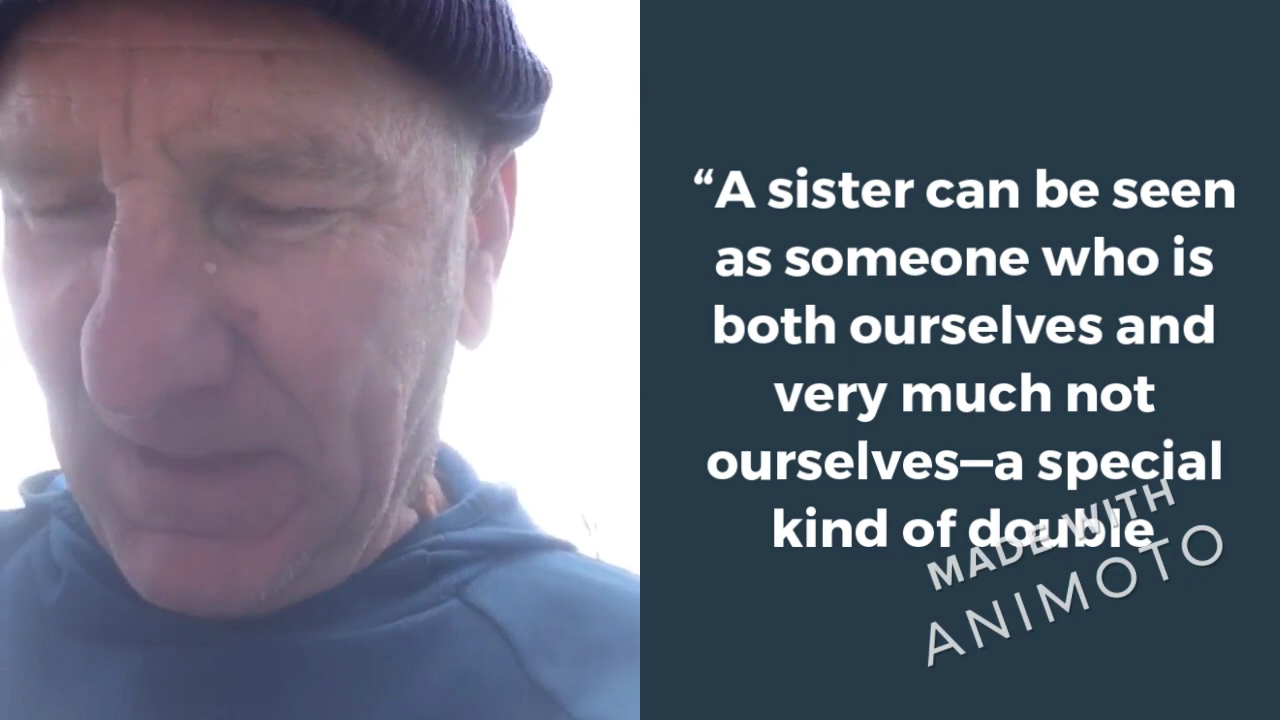 “A sister can be seen
as someone who is
both ourselves and
very much not
ourselves—a special
kind of double
MADE WITH
ANIMOTO